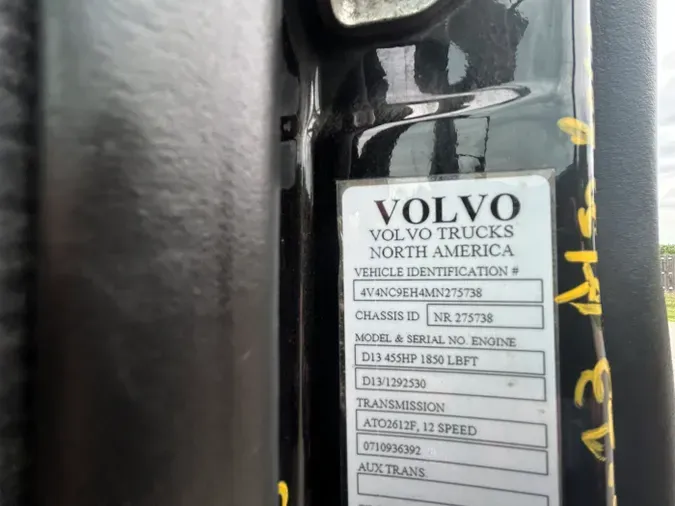 VOLVO
VOLVO TRUCKS
NORTH AMERICA
VEHICLE IDENTIFICATION #
4V4NC9EH4MN275738
CHASSIS ID NR 275738
MODEL & SERIAL NO. ENGINE
D13 455HP 1850 LBFT
D13/1292530
TRANSMISSION
ATO2612F, 12 SPEED
0710936392
AUX TRANS